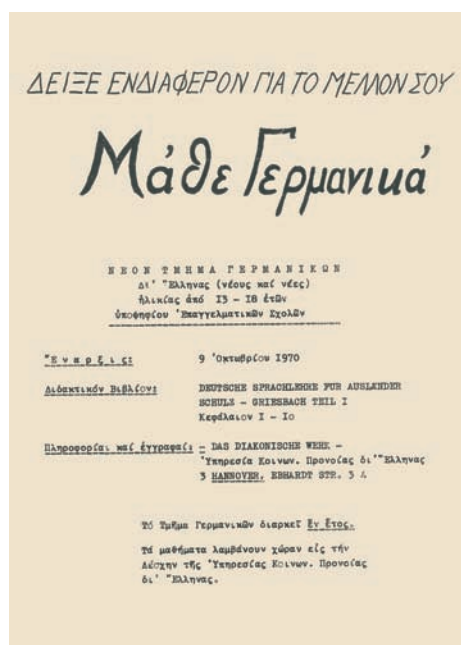 ΔΕΙΞΕ ΕΝΔΙΑΦΕΡΟΝ ΓΙΑ ΤΟ ΜΕΛΛΟΝ ΣΟΥ
Μάθε Γερμανικά
ΝΕΟΝ ΤΜΗΜΑ ΓΕΡΜΑΝΙΚΩΝ
δι' Ἕλληνας (νέους καί νέες)
ἡλικίας ἀπό 13 - 18 ἐτῶν
ὑποψηφίου Ἐπαγγελματικῶν Σχολῶν
Ἔναρξις: 9 Ὀκτωβρίου 1970
Διδακτικόν Βιβλίον: DEUTSCHE SPRACHLEHRE FUR AUSLANDER
SCHULZ - GRIESBACH TEIL I
Κεφάλαιον I - Io
Πληροφορίαι καί ἐγγραφαί: - DAS DIAKONISCHE WERK -
Ὑπηρεσία Κοινων. Προνοίας δι' Ἕλληνας
3 HANNOVER, EBHARDT STR. 3 A
Τό Τμῆμα Γερμανικῶν διαρκεῖ ἕν ἔτος.
Τά μαθήματα λαμβάνουν χώραν εἰς τήν
Λέσχην τῆς Ὑπηρεσίας Κοινων. Προνοίας
δι' Ἕλληνας.